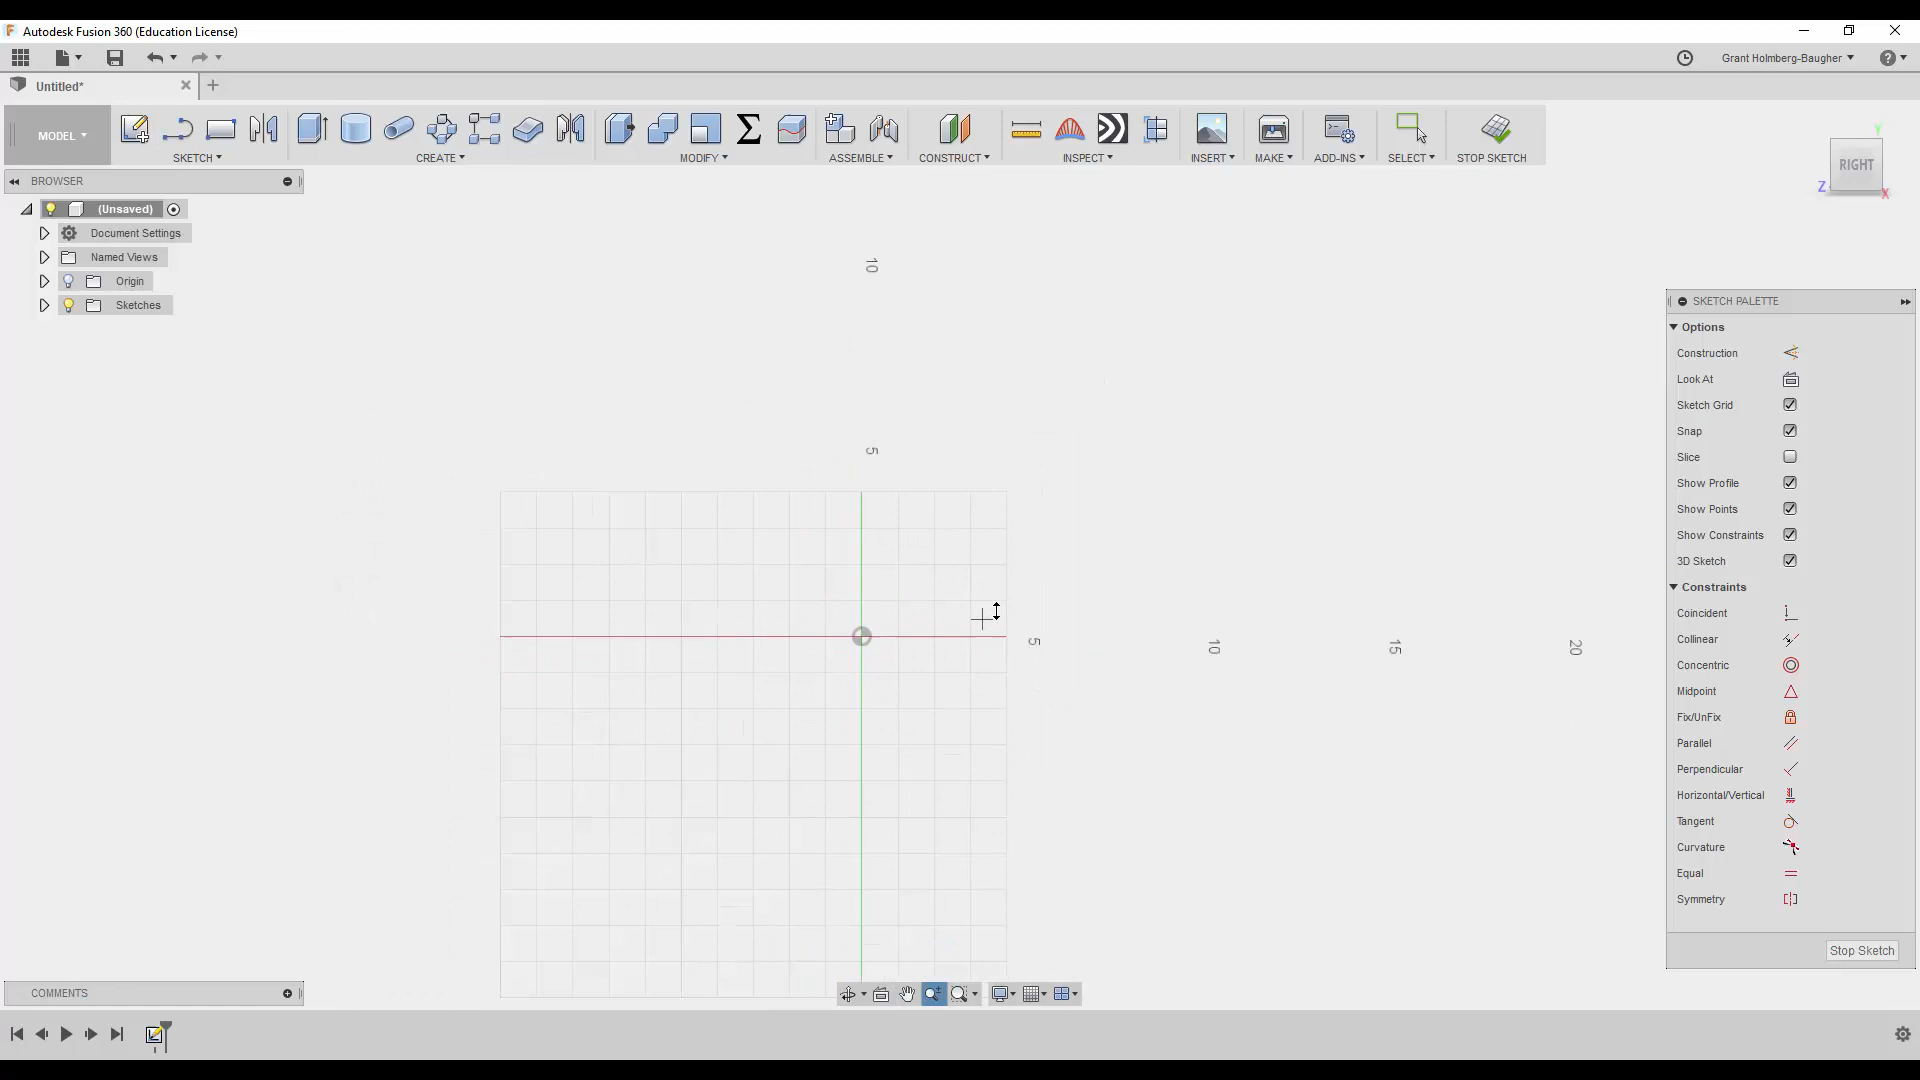 Autodesk Fusion 360 (Education License)
Grant Holmberg-Baugher
Untitled*
MODEL
SKETCH
CREATE
MODIFY
ASSEMBLE
CONSTRUCT
INSPECT
INSERT
MAKE
ADD-INS
SELECT
STOP SKETCH
Y
RIGHT
Z
X
BROWSER
(Unsaved)
Document Settings
Named Views
Origin
Sketches
10
5
5
10
15
20
SKETCH PALETTE
Options
Construction
Look At
Sketch Grid
Snap
Slice
Show Profile
Show Points
Show Constraints
3D Sketch
Constraints
Coincident
Collinear
Concentric
Midpoint
Fix/UnFix
Parallel
Perpendicular
Horizontal/Vertical
Tangent
Curvature
Equal
Symmetry
Stop Sketch
COMMENTS